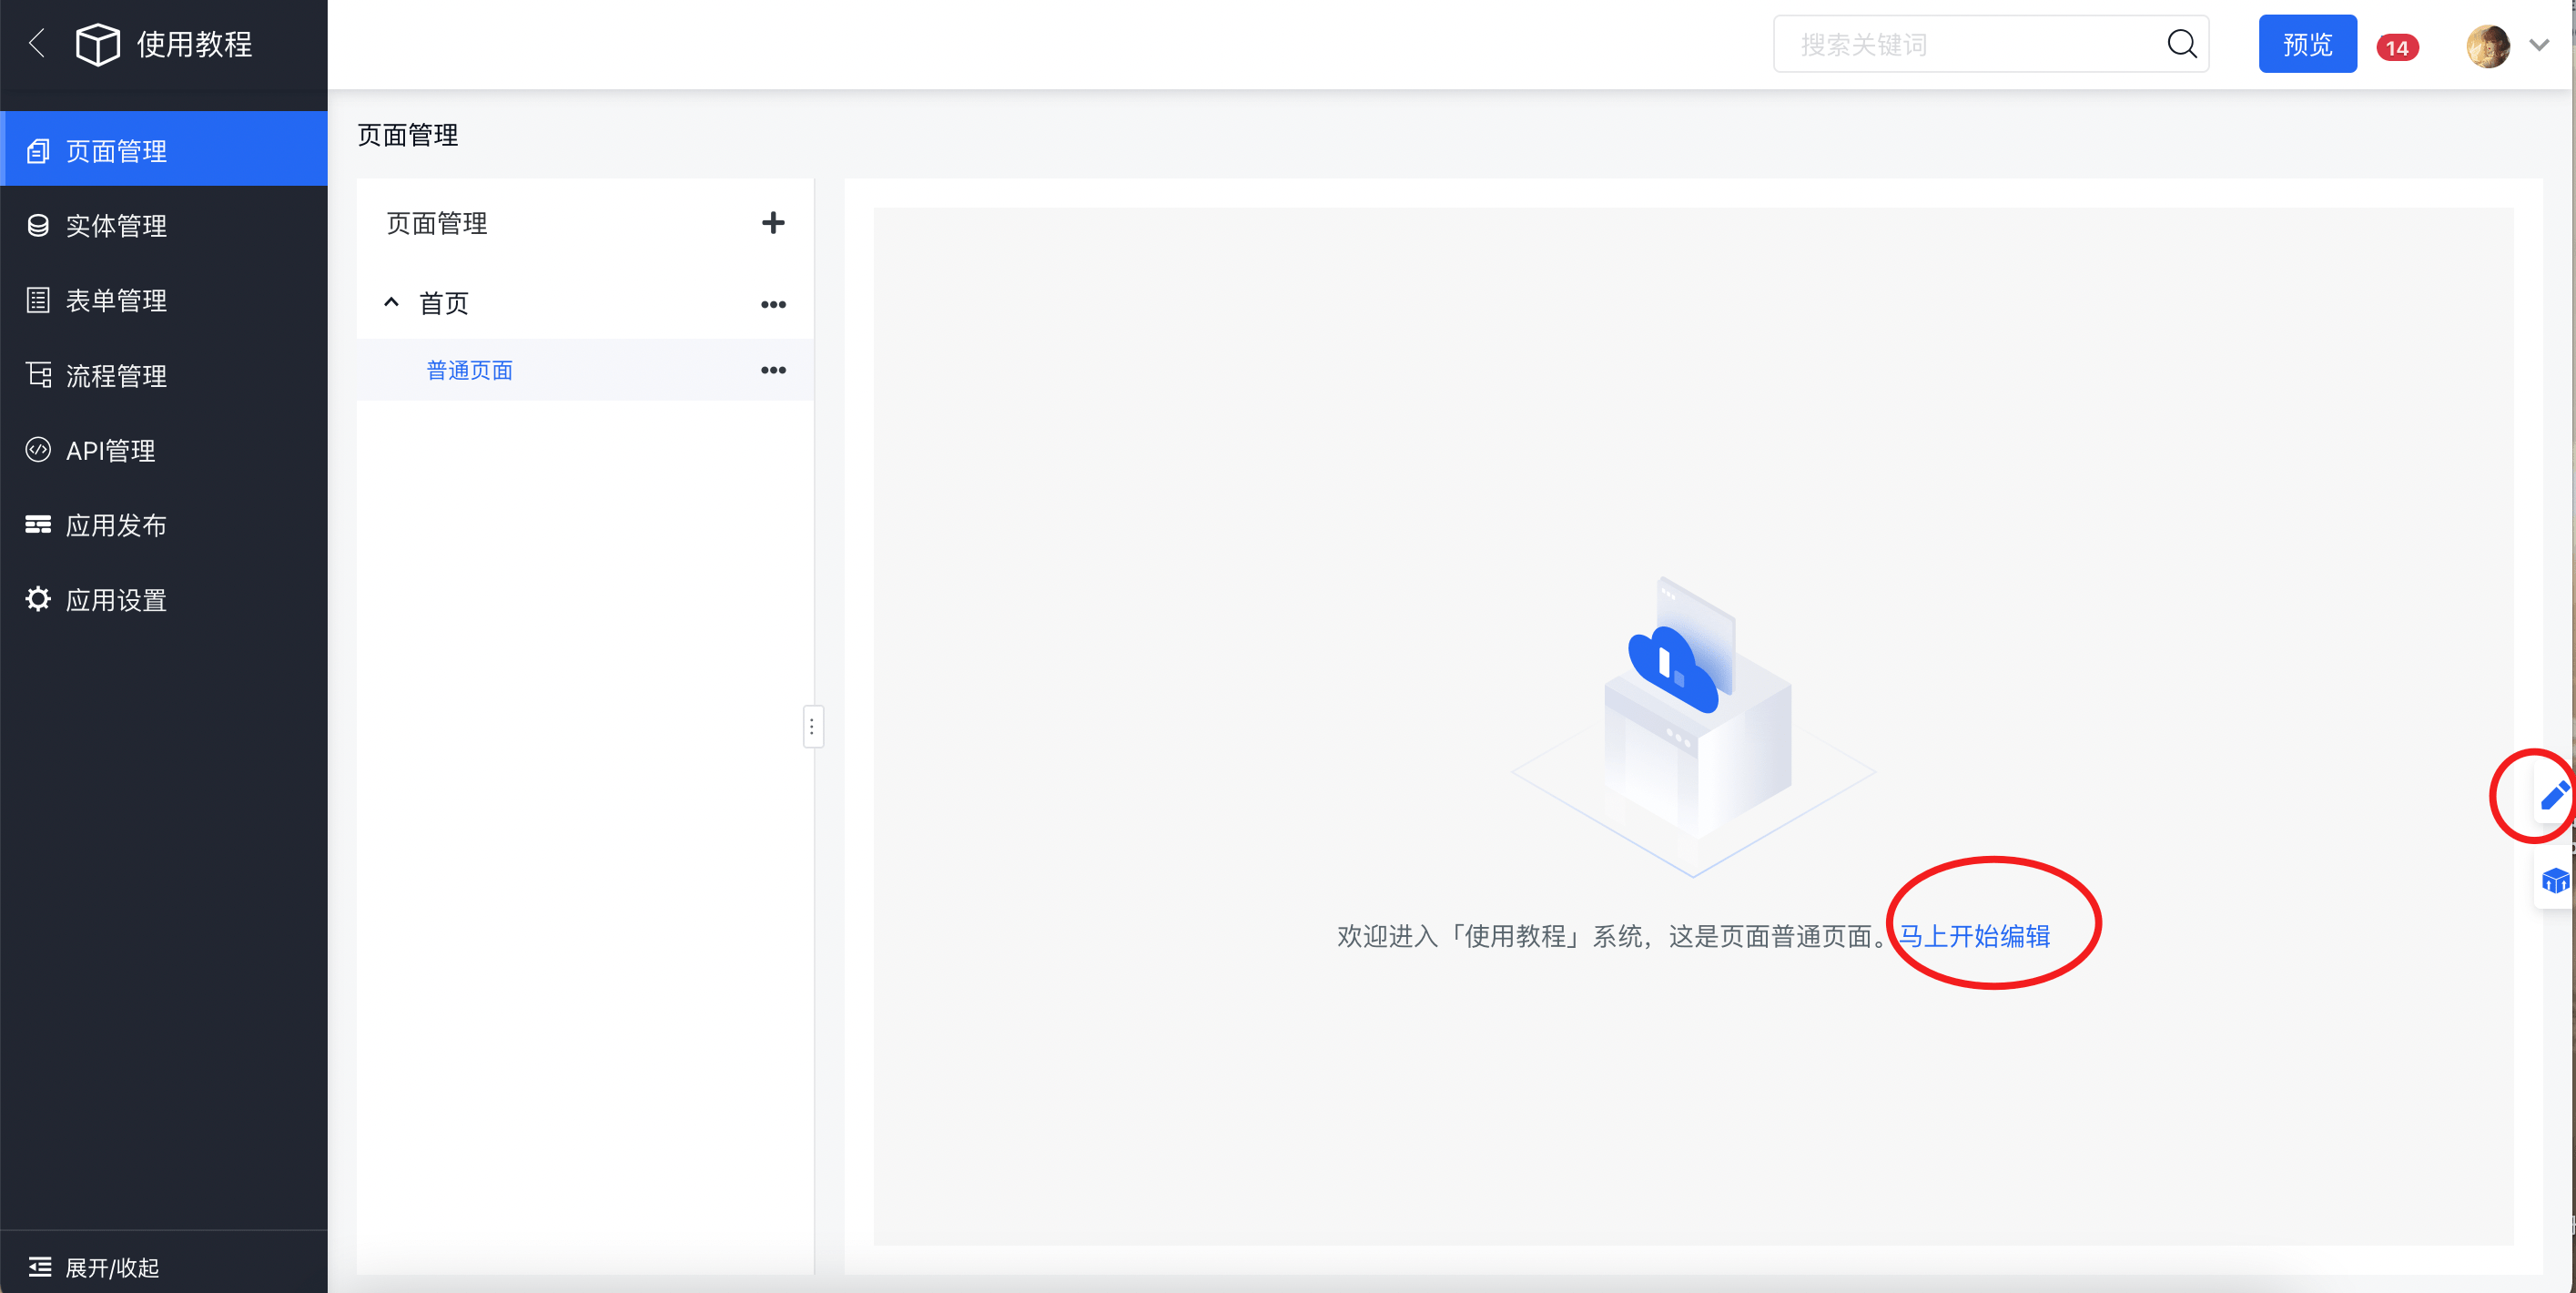 使用教程
搜索关键词
预览
14
页面管理
实体管理
表单管理
流程管理
API管理
应用发布
应用设置
展开/收起
页面管理
页面管理
首页
普通页面
欢迎进入「使用教程」系统，这是页面普通页面。马上开始编辑